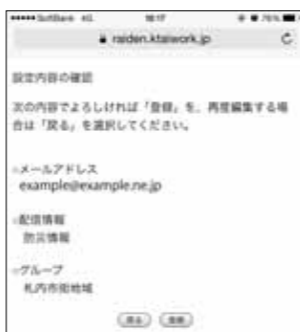 SoftBank 4G 16:17 76%
raiden.ktaiwork.jp
設定内容の確認
次の内容でよろしければ「登録」を、再度編集する場
合は「戻る」を選択してください。
○メールアドレス
example@example.ne.jp
○配信情報
防災情報
○グループ
札内市街地域
戻る 登録